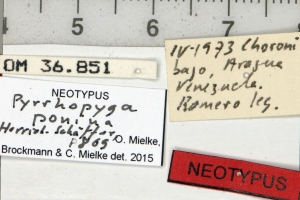 4 5 6
OM 36.851
NEOTYPUS
Pyrrhopyga
ponina
Herrich-Schäffer
1869 O. Mielke,
Brockmann & C. Mielke det. 2015
IV-1973 Choroni
bajo, Aragua
Venezuela.
Romero leg.
NEOTYPUS